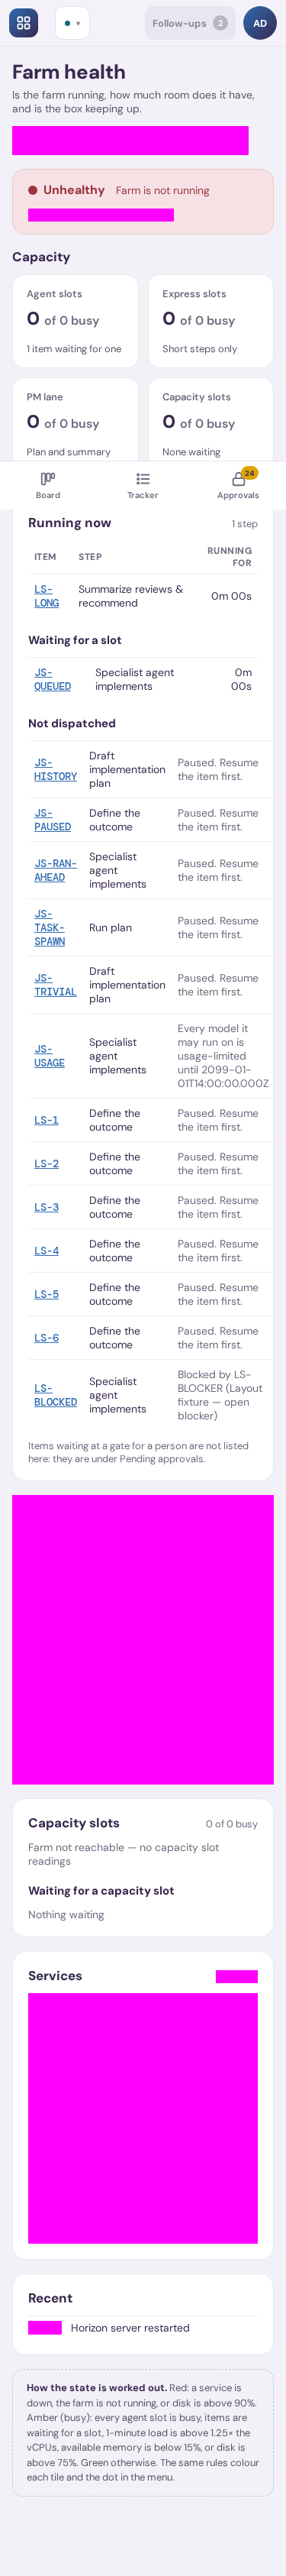 Follow-ups 2
AD
Farm health
Is the farm running, how much room does it have,
and is the box keeping up.
Unhealthy Farm is not running
Capacity
Agent slots
0 of 0 busy
1 item waiting for one
Express slots
0 of 0 busy
Short steps only
PM lane
0 of 0 busy
Plan and summary
Capacity slots
0 of 0 busy
None waiting
Board
Tracker
24
Approvals
Running now 1 step
ITEM STEP RUNNING
FOR
LS-
LONG
Summarize reviews &
recommend
0m 00s
Waiting for a slot
JS-
QUEUED
Specialist agent
implements
0m
00s
Not dispatched
JS-
HISTORY
Draft
implementation
plan
Paused. Resume
the item first.
JS-
PAUSED
Define the
outcome
Paused. Resume
the item first.
JS-RAN-
AHEAD
Specialist
agent
implements
Paused. Resume
the item first.
JS-
TASK-
SPAWN
Run plan
Paused. Resume
the item first.
JS-
TRIVIAL
Draft
implementation
plan
Paused. Resume
the item first.
JS-
USAGE
Specialist
agent
implements
Every model it
may run on is
usage-limited
until 2099-01-
01T14:00:00.000Z
LS-1
Define the
outcome
Paused. Resume
the item first.
LS-2
Define the
outcome
Paused. Resume
the item first.
LS-3
Define the
outcome
Paused. Resume
the item first.
LS-4
Define the
outcome
Paused. Resume
the item first.
LS-5
Define the
outcome
Paused. Resume
the item first.
LS-6
Define the
outcome
Paused. Resume
the item first.
LS-
BLOCKED
Specialist
agent
implements
Blocked by LS-
BLOCKER (Layout
fixture — open
blocker)
Items waiting at a gate for a person are not listed
here: they are under Pending approvals.
Capacity slots 0 of 0 busy
Farm not reachable — no capacity slot
readings
Waiting for a capacity slot
Nothing waiting
Services
Recent
Horizon server restarted
How the state is worked out. Red: a service is
down, the farm is not running, or disk is above 90%.
Amber (busy): every agent slot is busy, items are
waiting for a slot, 1-minute load is above 1.25× the
vCPUs, available memory is below 15%, or disk is
above 75%. Green otherwise. The same rules colour
each tile and the dot in the menu.